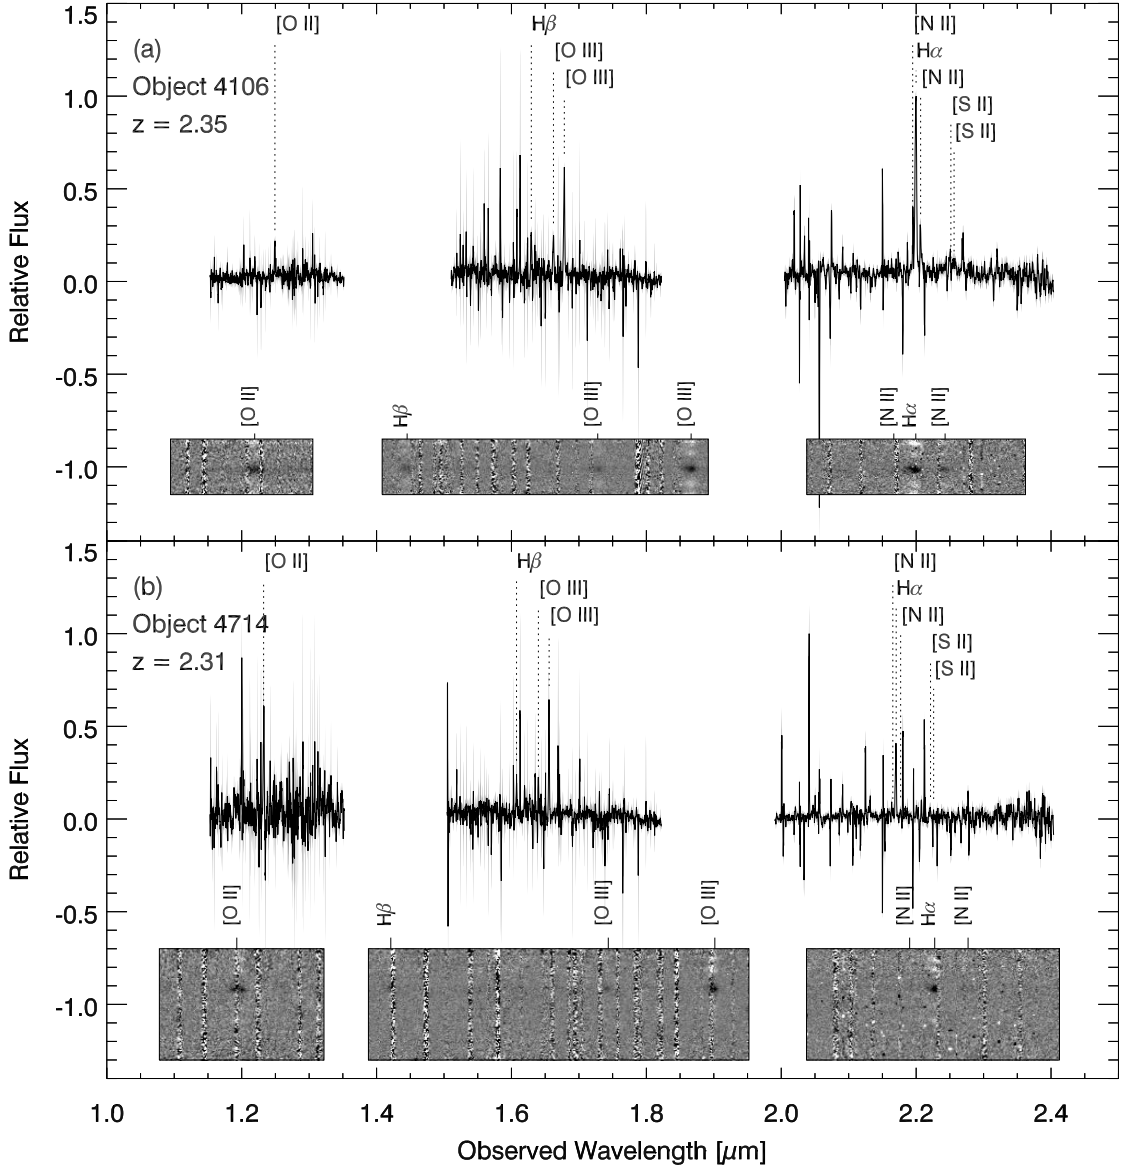 1.5
1.0
0.5
0.0
-0.5
-1.0
Relative Flux
(a)
Object 4106
z = 2.35
[O II]
Hβ
[O III]
[O III]
[N II]
Hα
[N II]
[S II]
[S II]
[O II]
Hβ
[O III]
[O III]
[N II]
Hα
[N II]
1.5
1.0
0.5
0.0
-0.5
-1.0
Relative Flux
(b)
Object 4714
z = 2.31
[O II]
Hβ
[O III]
[O III]
[N II]
Hα
[N II]
[S II]
[S II]
[O II]
Hβ
[O III]
[O III]
[N II]
Hα
[N II]
1.0 1.2 1.4 1.6 1.8 2.0 2.2 2.4
Observed Wavelength [μm]